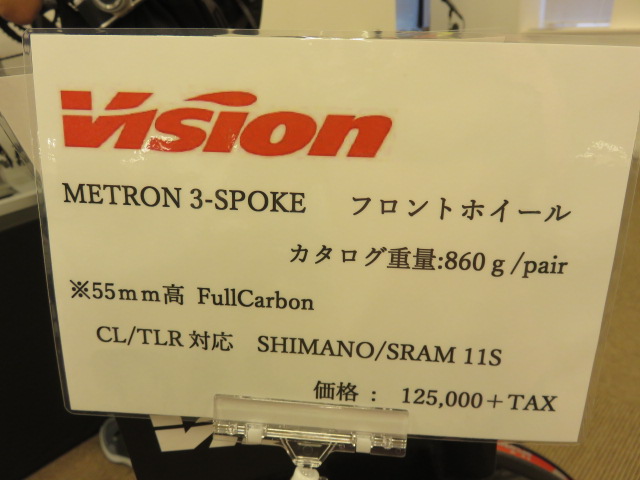 Vision
METRON 3-SPOKE フロントホイール
カタログ重量:860ｇ/pair
※55ｍｍ高 FullCarbon
CL/TLR 対応 SHIMANO/SRAM 11S
価格： 125,000＋TAX